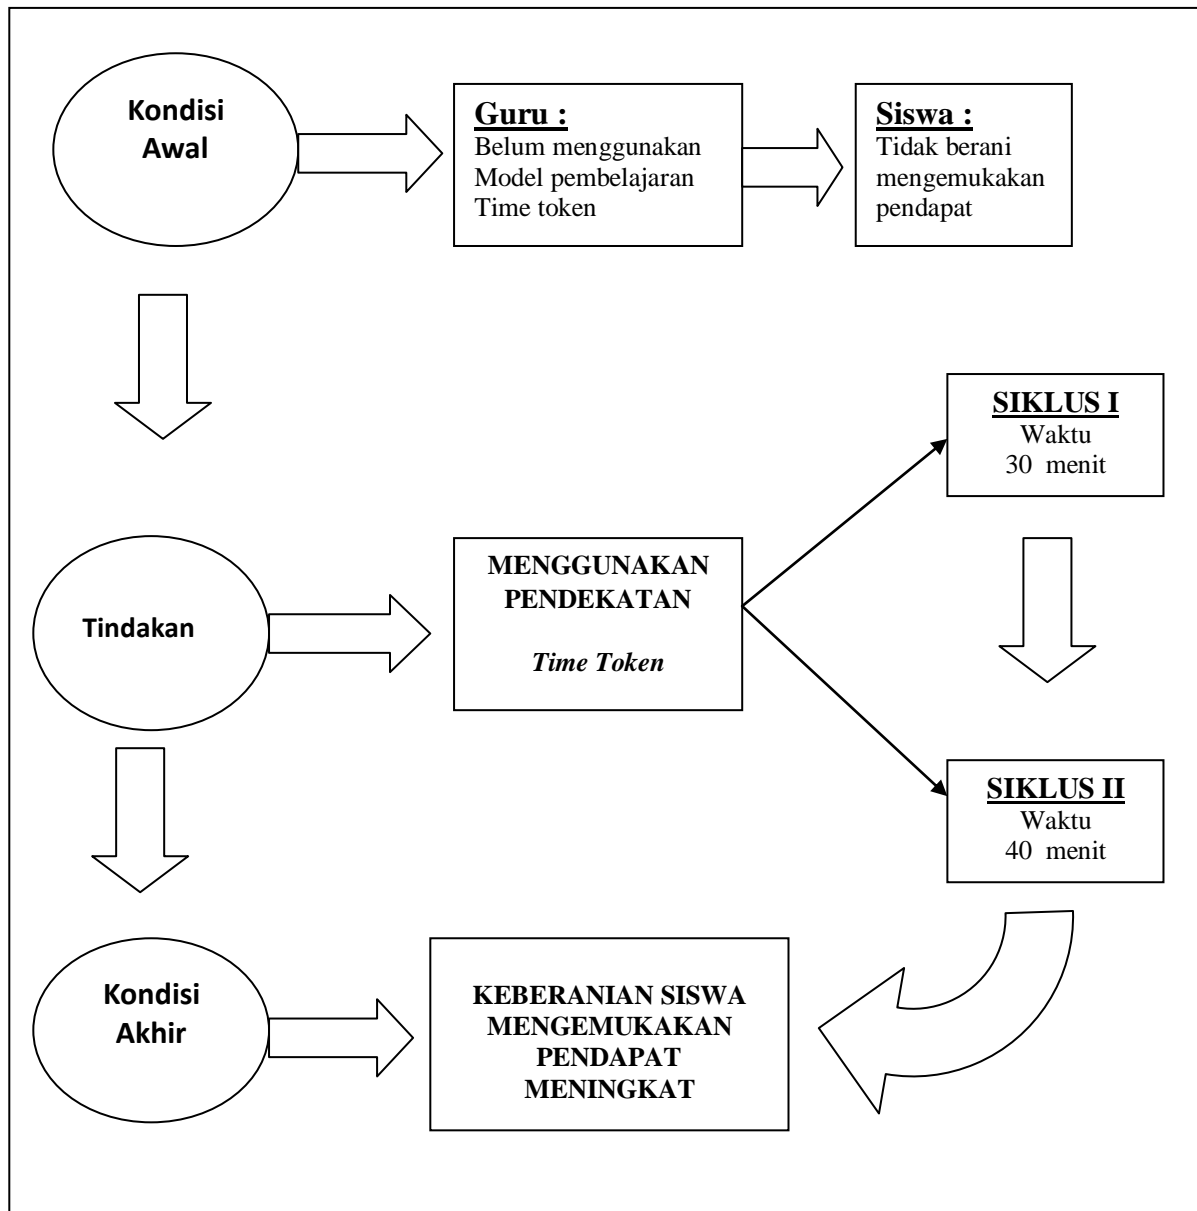 Kondisi
Awal
Guru :
Belum menggunakan
Model pembelajaran
Time token
Siswa :
Tidak berani
mengemukakan
pendapat
SIKLUS I
Waktu
30 menit
Tindakan
MENGGUNAKAN
PENDEKATAN
Time Token
SIKLUS II
Waktu
40 menit
Kondisi
Akhir
KEBERANIAN SISWA
MENGEMUKAKAN
PENDAPAT
MENINGKAT